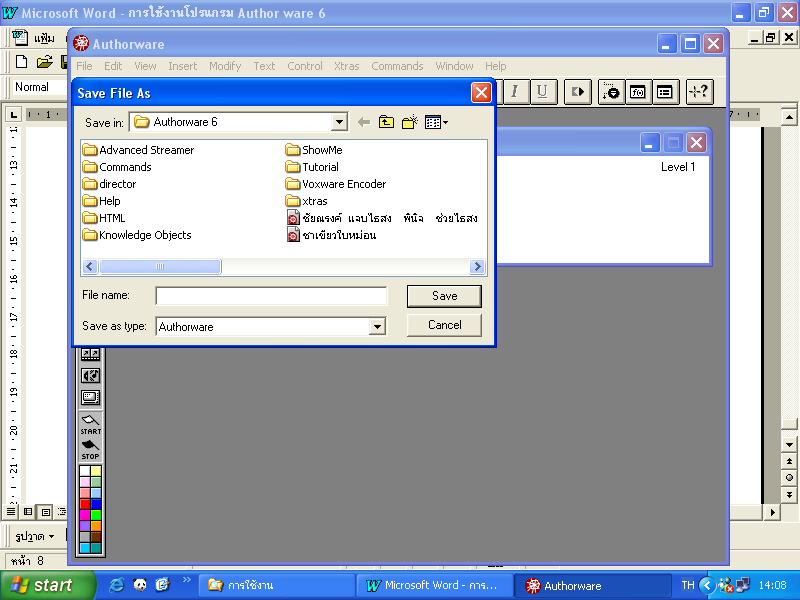 Microsoft Word - การใช้งานโปรแกรม Author ware 6
แฟ้ม
Normal
Authorware
File Edit View Insert Modify Text Control Xtras Commands Window Help
Save File As
Save in: Authorware 6
Advanced Streamer
Commands
director
Help
HTML
Knowledge Objects
ShowMe
Tutorial
Voxware Encoder
xtras
ชัยณรงค์ แจบไธสง พินิจ ช่วยไธสง
ชาเขียวใบหม่อน
File name:
Save
Save as type: Authorware
Cancel
I U
Level 1
START
STOP
รูปวาด
หน้า 8
start
การใช้งาน
Microsoft Word - การ...
Authorware
TH
14:08